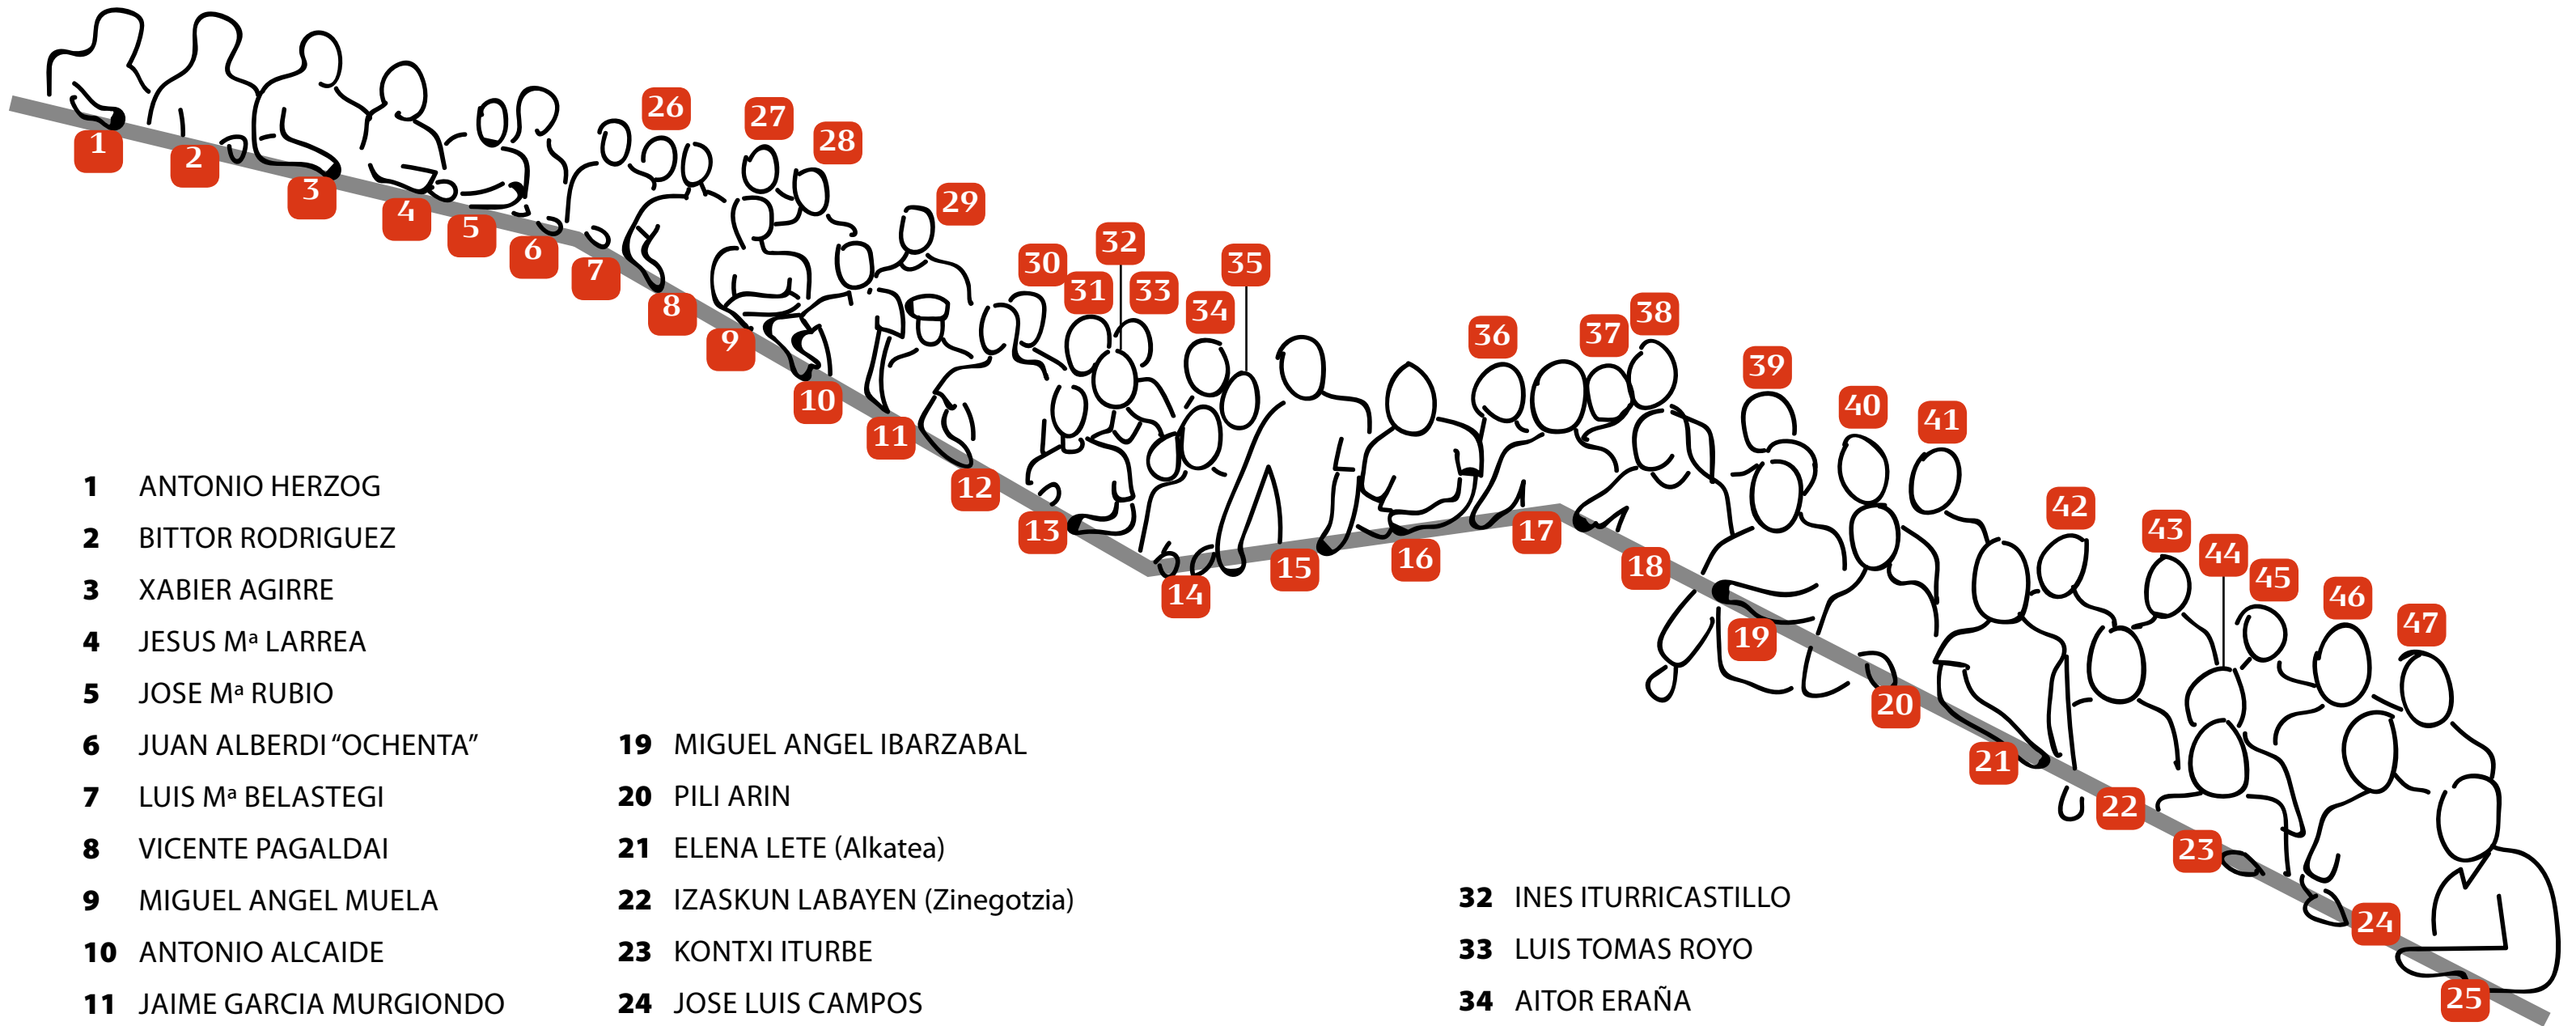 26
27
28
29
30
31
32
33
34
35
36
37
38
39
40
41
42
43
44
45
46
47
1
2
3
4
5
6
7
8
9
10
11
12
13
14
15
16
17
18
19
20
21
22
23
24
25
1 ANTONIO HERZOG
2 BITTOR RODRIGUEZ
3 XABIER AGIRRE
4 JESUS Mª LARREA
5 JOSE Mª RUBIO
6 JUAN ALBERDI “OCHENTA”
7 LUIS Mª BELASTEGI
8 VICENTE PAGALDAI
9 MIGUEL ANGEL MUELA
10 ANTONIO ALCAIDE
11 JAIME GARCIA MURGIONDO
19 MIGUEL ANGEL IBARZABAL
20 PILI ARIN
21 ELENA LETE (Alkatea)
22 IZASKUN LABAYEN (Zinegotzia)
23 KONTXI ITURBE
24 JOSE LUIS CAMPOS
32 INES ITURRICASTILLO
33 LUIS TOMAS ROYO
34 AITOR ERAÑA